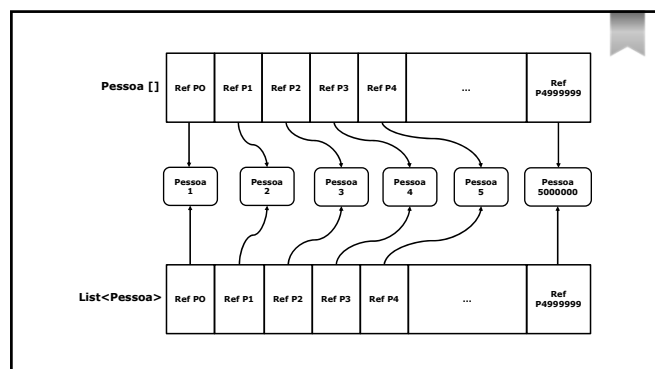 Pessoa []
Ref P0
Ref P1
Ref P2
Ref P3
Ref P4
...
Ref
P4999999
Pessoa
1
Pessoa
2
Pessoa
3
Pessoa
4
Pessoa
5
Pessoa
5000000
List<Pessoa>
Ref P0
Ref P1
Ref P2
Ref P3
Ref P4
...
Ref
P4999999